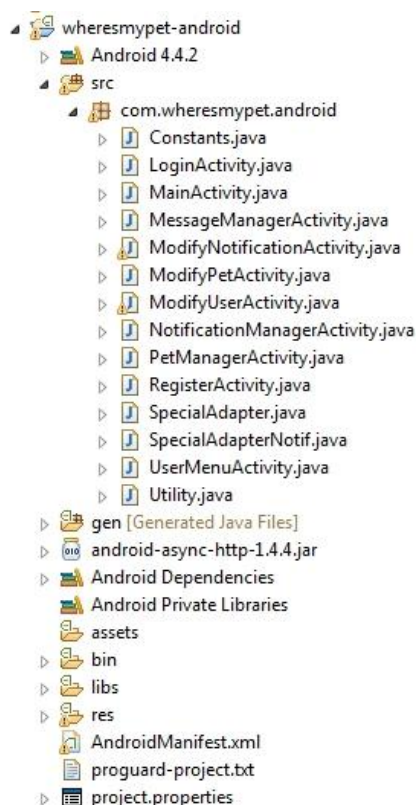 wheresmypet-android
Android 4.4.2
src
com.wheresmypet.android
Constants.java
LoginActivity.java
MainActivity.java
MessageManagerActivity.java
ModifyNotificationActivity.java
ModifyPetActivity.java
ModifyUserActivity.java
NotificationManagerActivity.java
PetManagerActivity.java
RegisterActivity.java
SpecialAdapter.java
SpecialAdapterNotif.java
UserMenuActivity.java
Utility.java
gen [Generated Java Files]
android-async-http-1.4.4.jar
Android Dependencies
Android Private Libraries
assets
bin
libs
res
AndroidManifest.xml
proguard-project.txt
project.properties